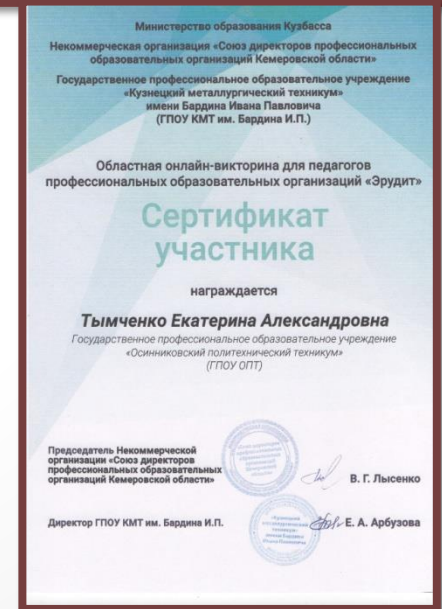 Министерство образования Кузбасса
Некоммерческая организация «Союз директоров профессиональных
образовательных организаций Кемеровской области»
Государственное профессиональное образовательное учреждение
«Кузнецкий металлургический техникум»
имени Бардина Ивана Павловича
(ГПОУ КМТ им. Бардина И.П.)
Областная онлайн-викторина для педагогов
профессиональных образовательных организаций «Эрудит»
Сертификат
участника
награждается
Тымченко Екатерина Александровна
Государственное профессиональное образовательное учреждение
«Осинниковский политехнический техникум»
(ГПОУ ОПТ)
Председатель Некоммерческой
организации «Союз директоров
профессиональных образовательных
организаций Кемеровской области»
В. Г. Лысенко
Директор ГПОУ КМТ им. Бардина И.П.
Е. А. Арбузова